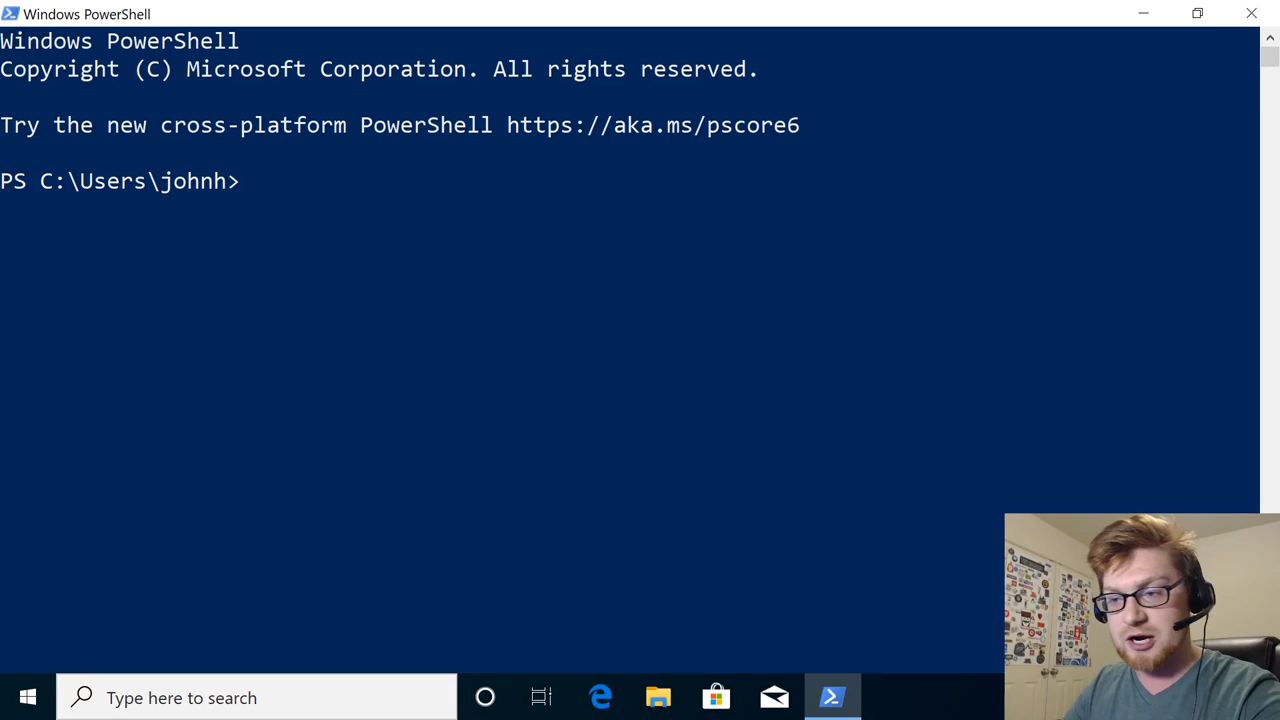 Windows PowerShell
Windows PowerShell
Copyright (C) Microsoft Corporation. All rights reserved.
Try the new cross-platform PowerShell https://aka.ms/pscore6
PS C:\Users\johnh>
Type here to search